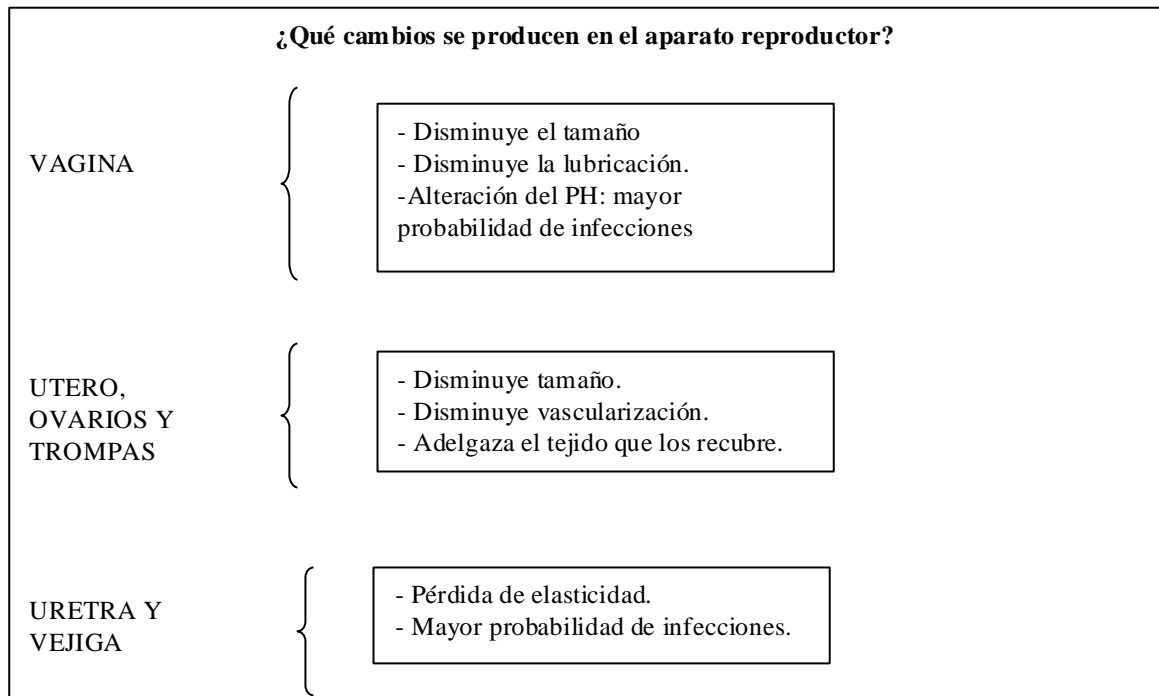 ¿Qué cambios se producen en el aparato reproductor?
VAGINA
- Disminuye el tamaño
- Disminuye la lubricación.
-Alteración del PH: mayor
probabilidad de infecciones
UTERO,
OVARIOS Y
TROMPAS
- Disminuye tamaño.
- Disminuye vascularización.
- Adelgaza el tejido que los recubre.
URETRA Y
VEJIGA
- Pérdida de elasticidad.
- Mayor probabilidad de infecciones.